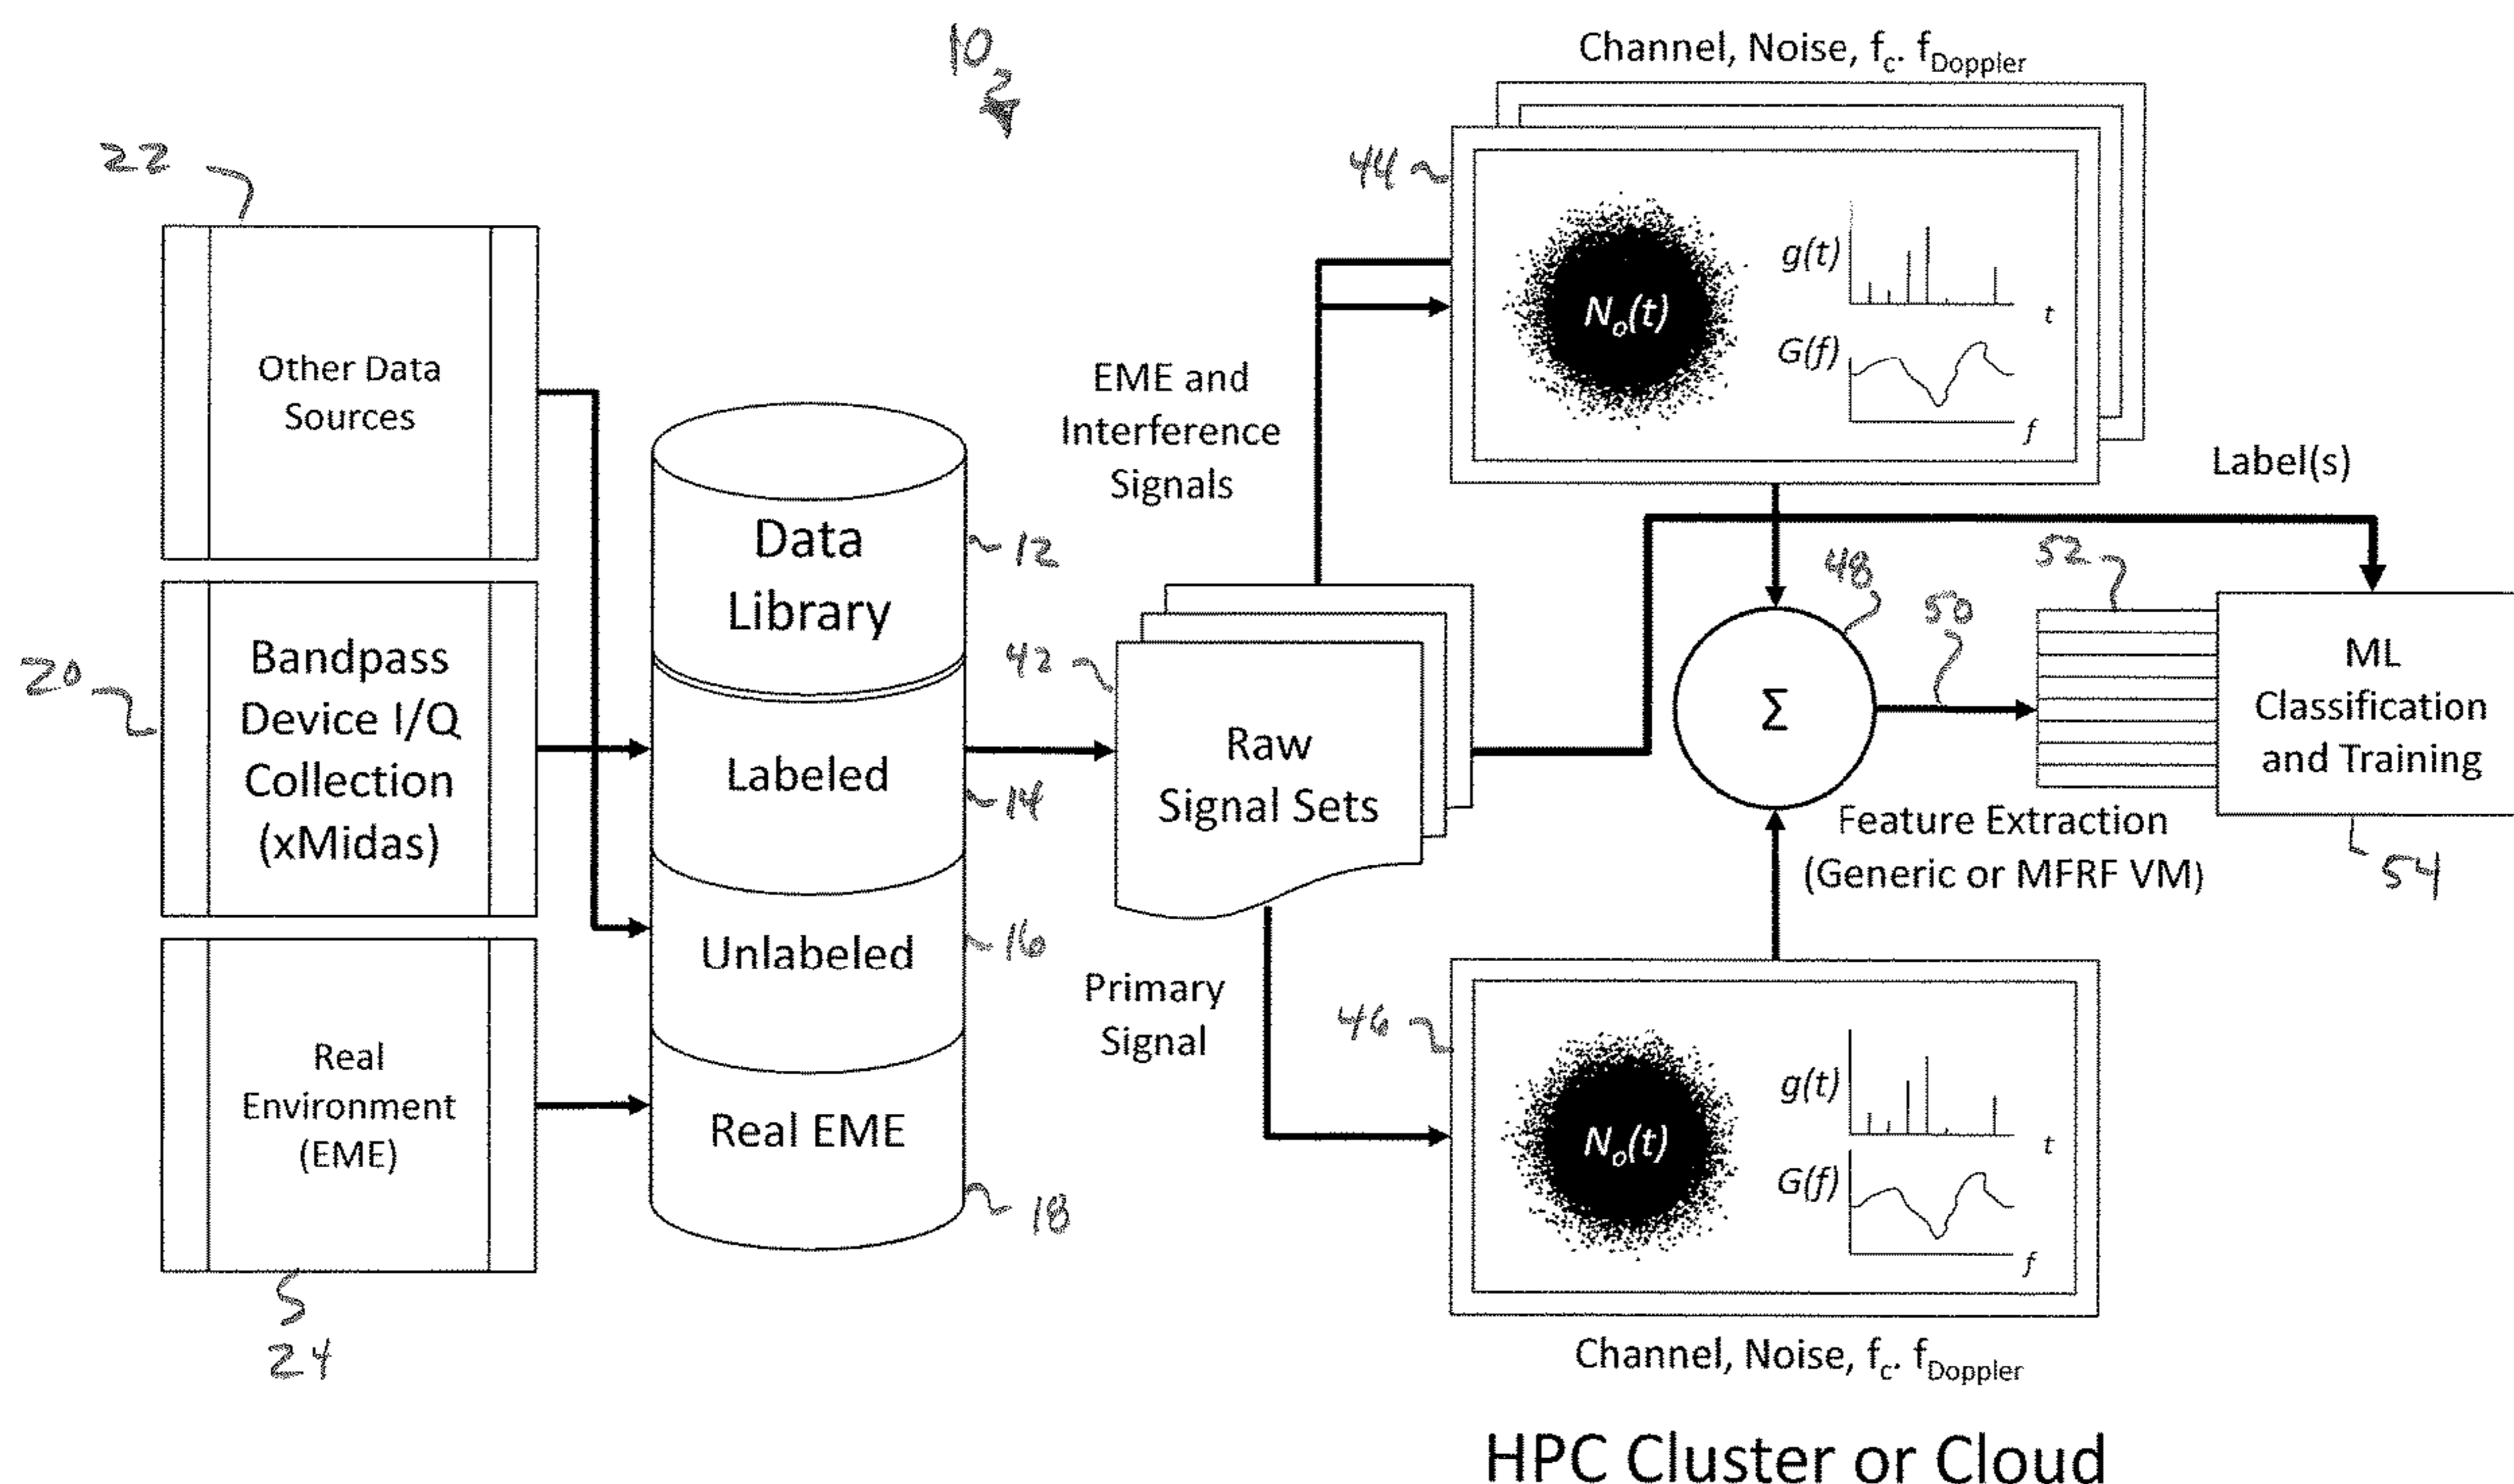 10
Channel, Noise, fc. fDoppler
22
44
Other Data
Sources
No(t)
g(t)
t
G(f)
f
EME and
Interference
Signals
Label(s)
Data
Library
12
20
Bandpass
Device I/Q
Collection
(xMidas)
Labeled
14
42
Raw
Signal Sets
48
Σ
50
52
ML
Classification
and Training
54
Feature Extraction
(Generic or MFRF VM)
Unlabeled
16
Real
Environment
(EME)
24
Real EME
18
Primary
Signal
46
No(t)
g(t)
t
G(f)
f
Channel, Noise, fc. fDoppler
HPC Cluster or Cloud